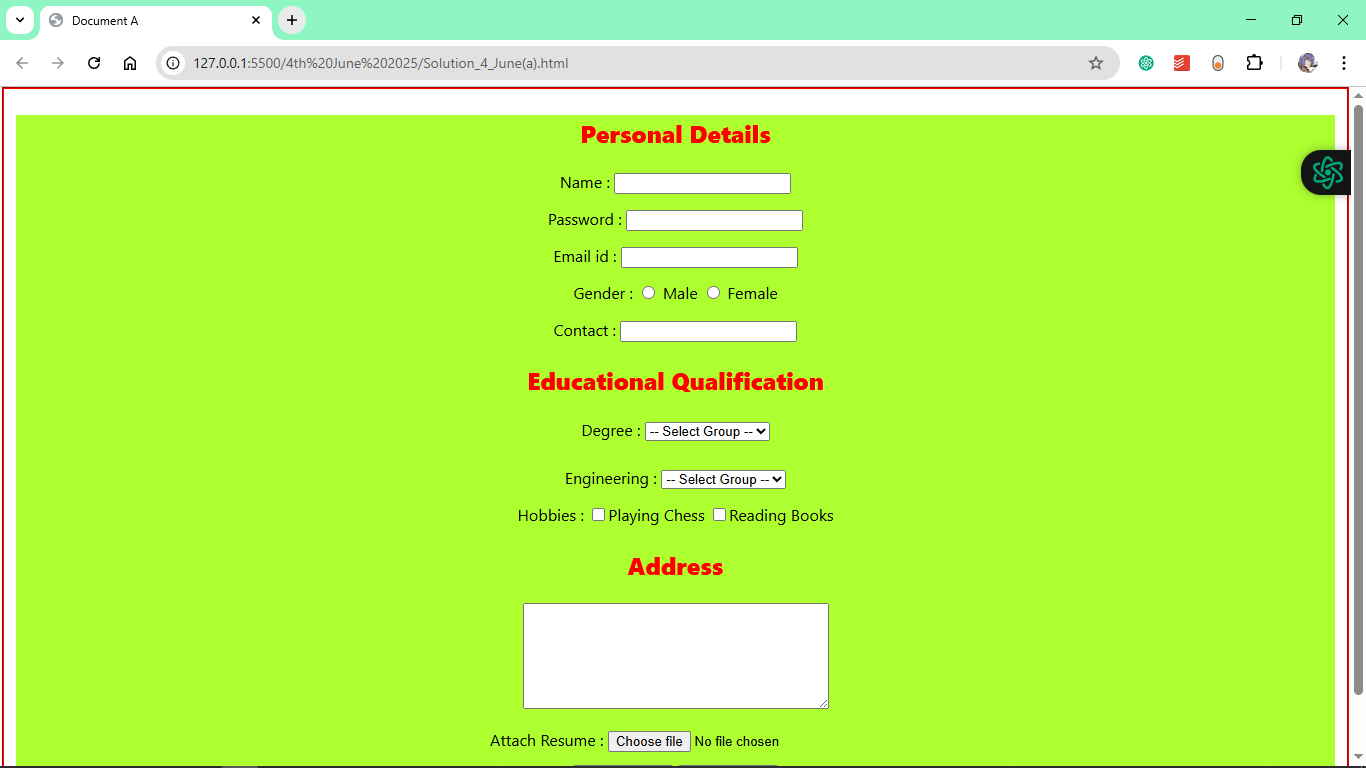 Document A
127.0.0.1:5500/4th%20June%202025/Solution_4_June(a).html
Personal Details
Name :
Password :
Email id :
Gender : Male Female
Contact :
Educational Qualification
Degree : -- Select Group --
Engineering : -- Select Group --
Hobbies : Playing Chess Reading Books
Address
Attach Resume : Choose file No file chosen